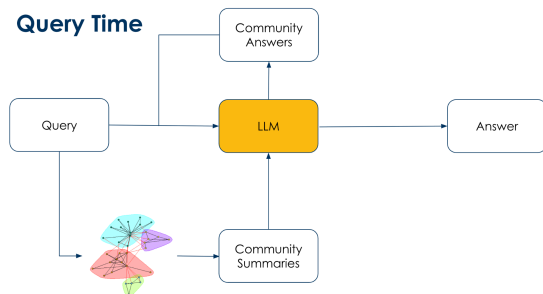 Query Time
Community
Answers
Query
LLM
Answer
Community
Summaries